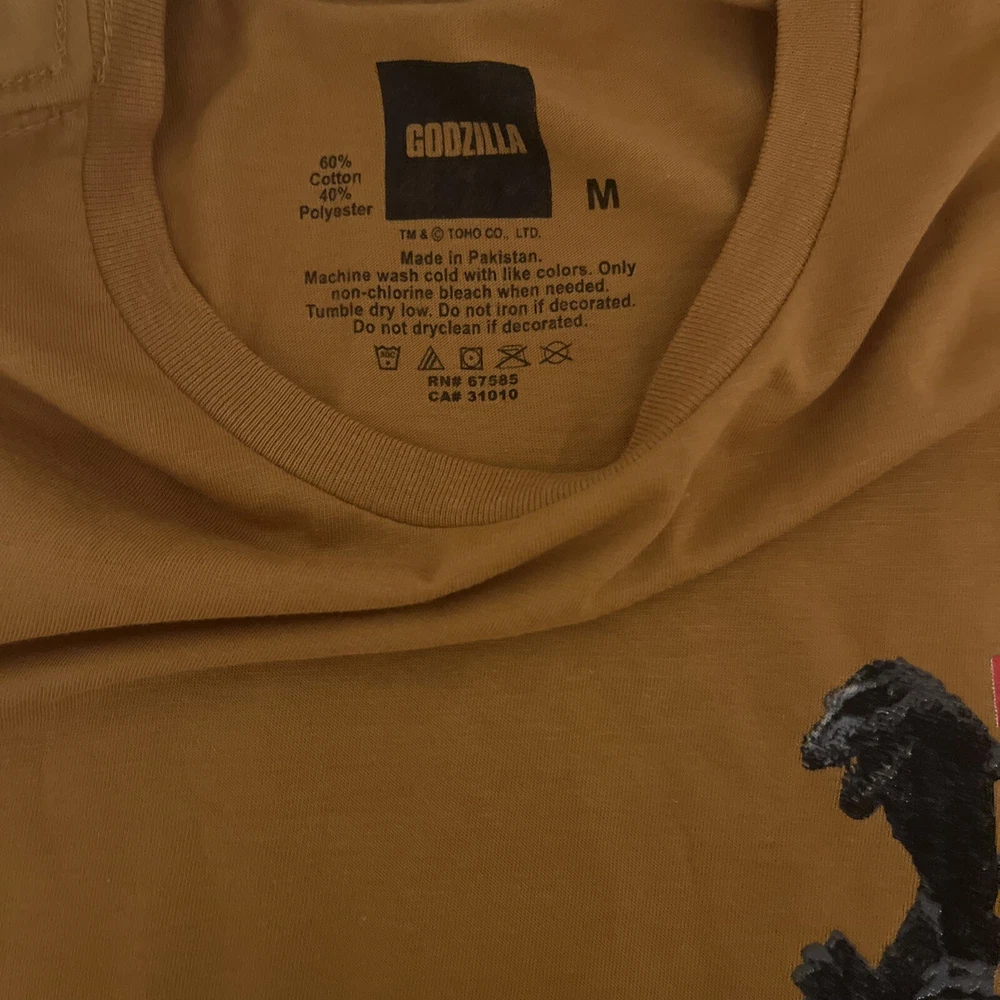 GODZILLA
60%
Cotton
40%
Polyester
M
TM & © TOHO CO., LTD.
Made in Pakistan.
Machine wash cold with like colors. Only
non-chlorine bleach when needed.
Tumble dry low. Do not iron if decorated.
Do not dryclean if decorated.
RN# 67585
CA# 31010